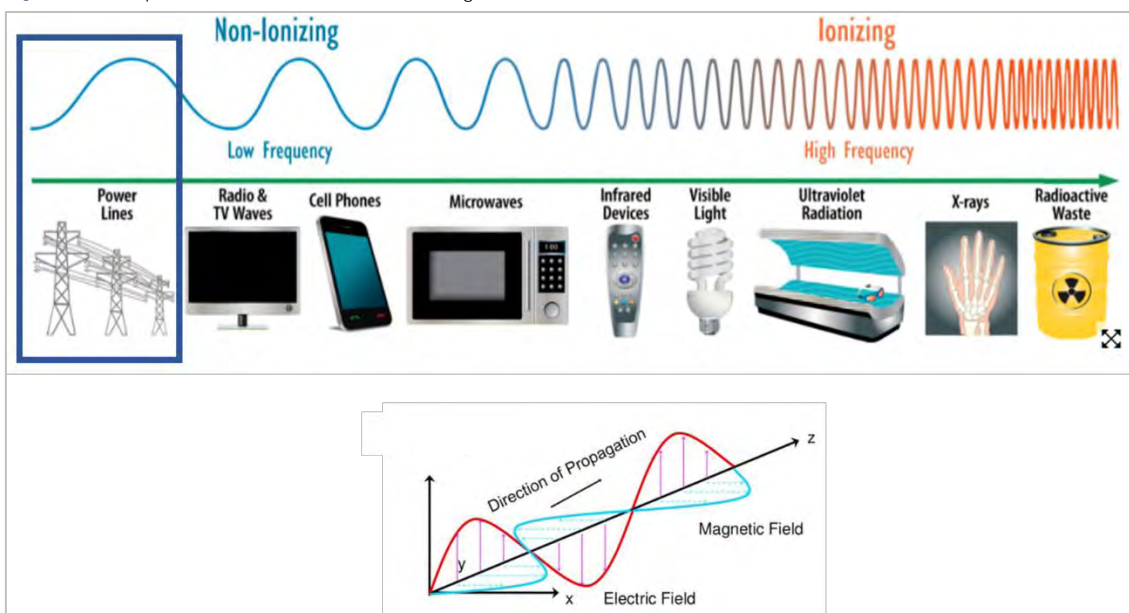 Non-Ionizing
Ionizing
Low Frequency
High Frequency
Power
Lines
Radio &
TV Waves
Cell Phones
Microwaves
Infrared
Devices
Visible
Light
Ultraviolet
Radiation
X-rays
Radioactive
Waste
z
Direction of Propagation
Magnetic Field
y
x
Electric Field